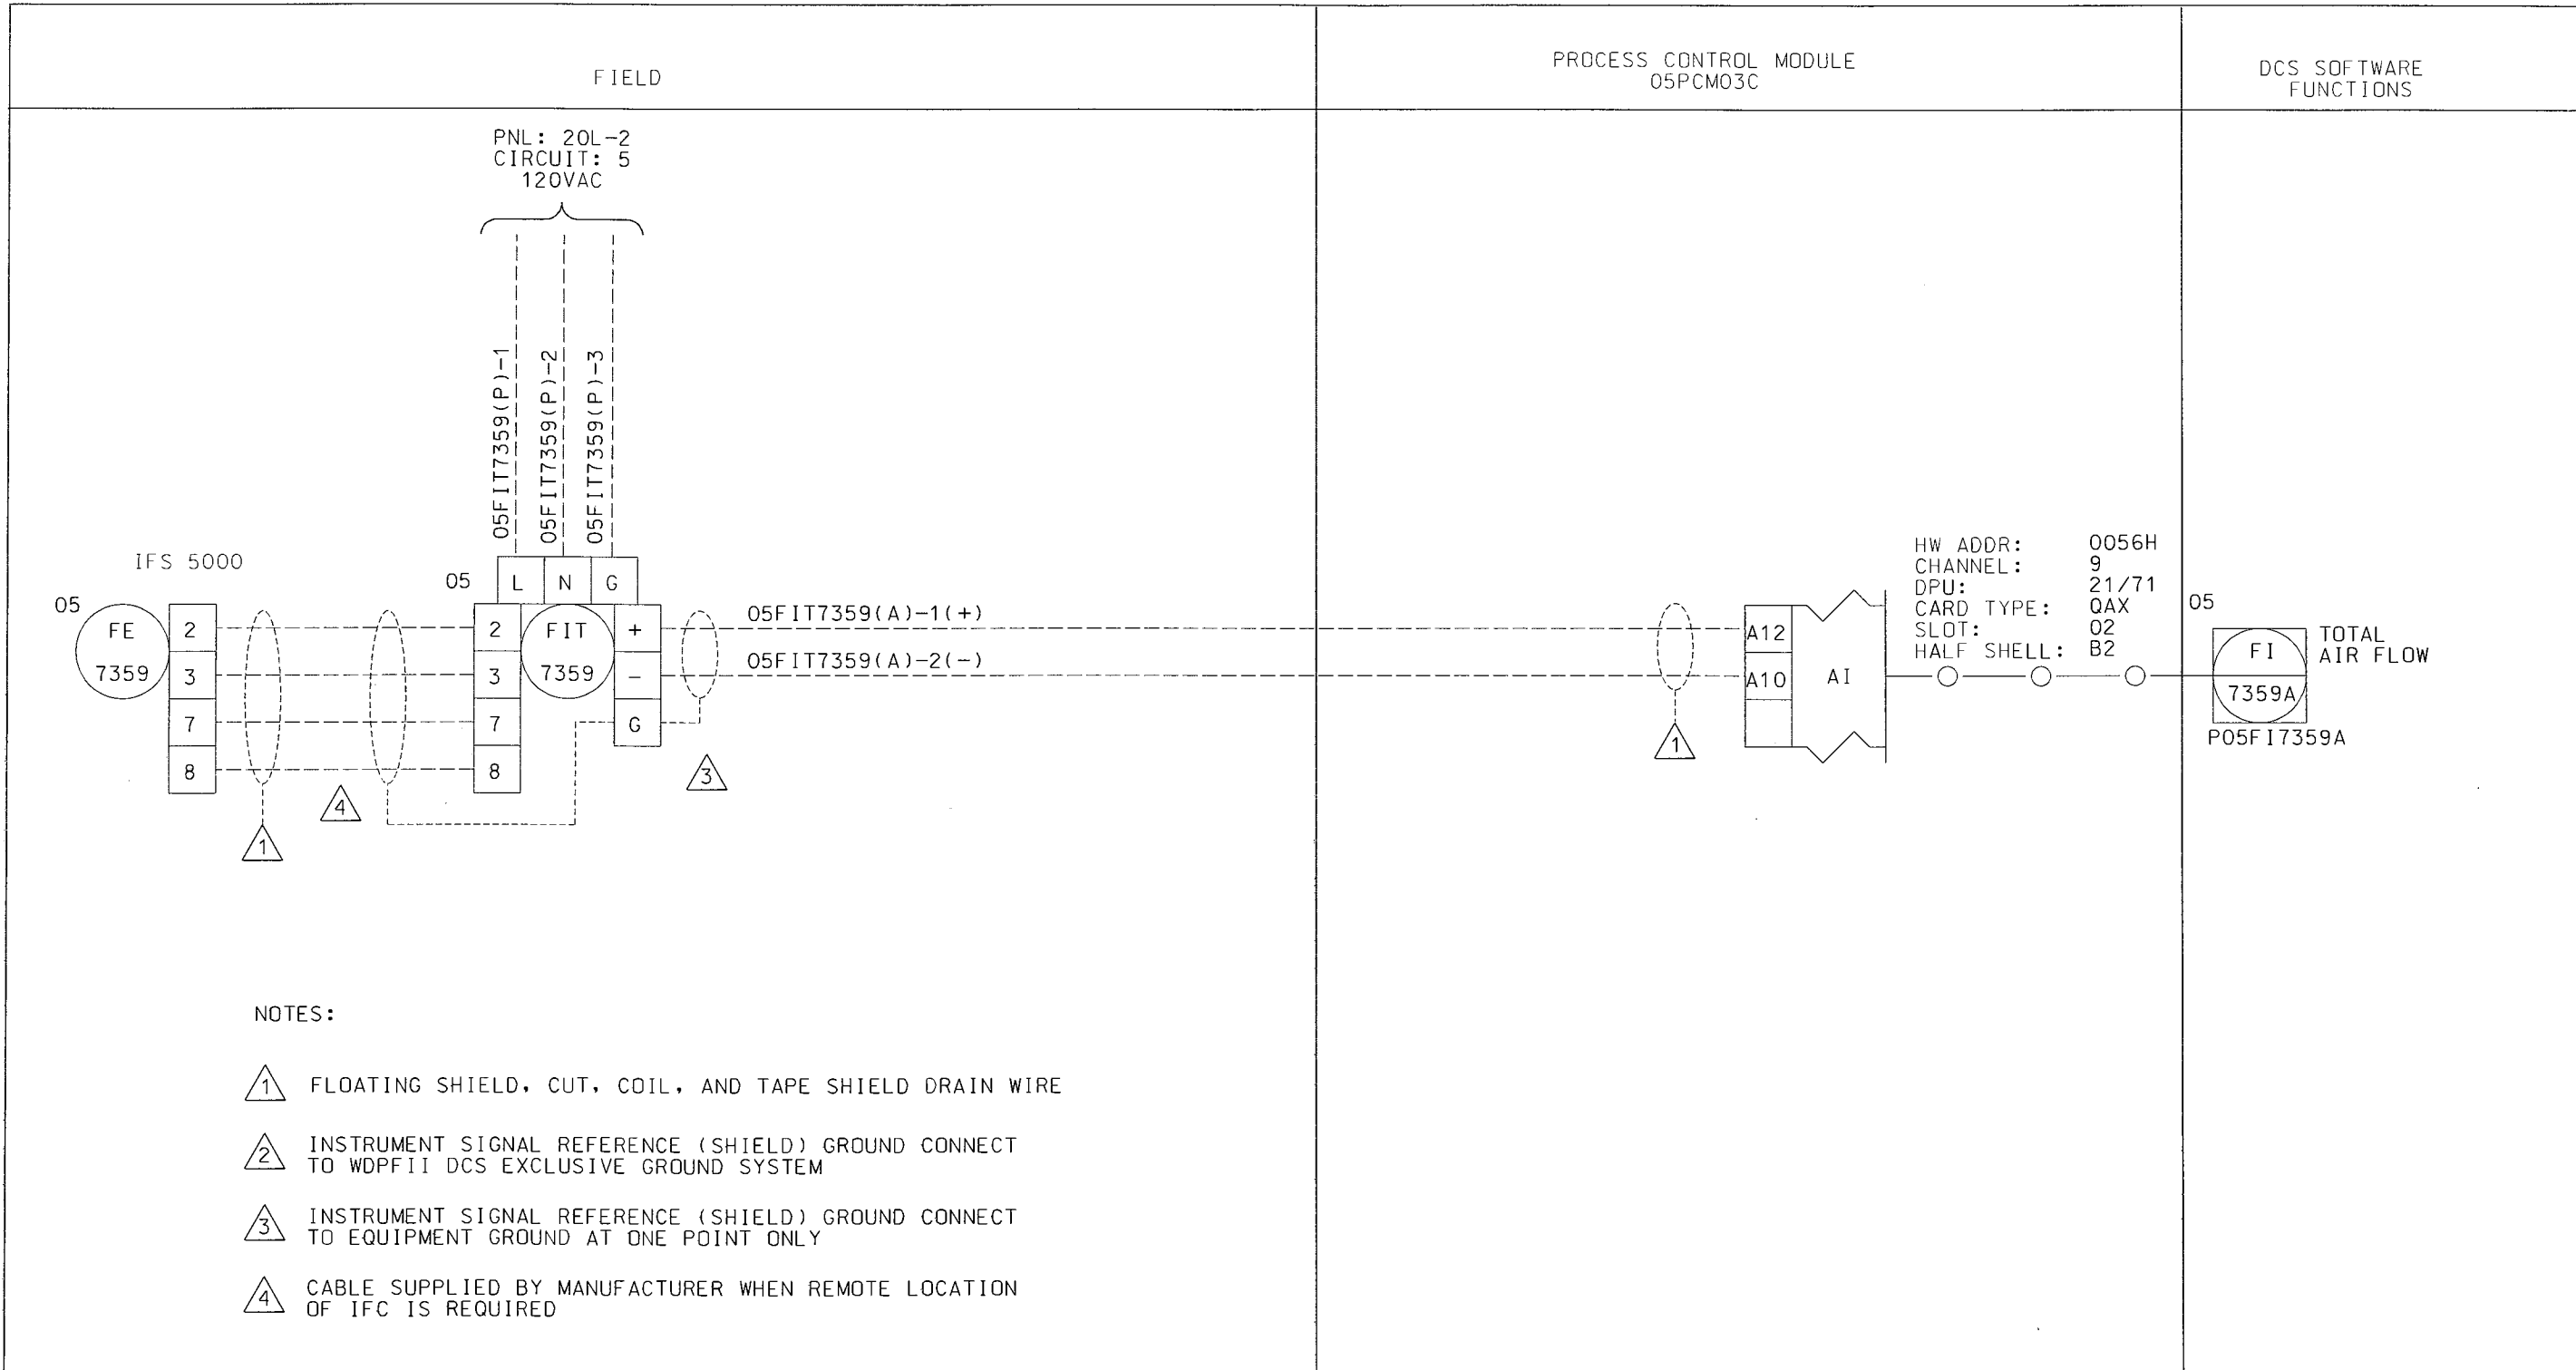 FIELD
PROCESS CONTROL MODULE
05PCM03C
DCS SOFTWARE
FUNCTIONS
PNL: 20L-2
CIRCUIT: 5
120VAC
05FIT7359(P)-1
05FIT7359(P)-2
05FIT7359(P)-3
IFS 5000
05
FE
7359
2
3
7
8
05
L
N
G
2
3
7
8
FIT
7359
+
-
G
05FIT7359(A)-1(+)
05FIT7359(A)-2(-)
1
4
3
1
A12
A10
AI
HW ADDR: 0056H
CHANNEL: 9
DPU: 21/71
CARD TYPE: QAX
SLOT: 02
HALF SHELL: B2
05
FI
7359A
TOTAL
AIR FLOW
P05FI7359A
NOTES:
1 FLOATING SHIELD, CUT, COIL, AND TAPE SHIELD DRAIN WIRE
2 INSTRUMENT SIGNAL REFERENCE (SHIELD) GROUND CONNECT
TO WDPFII DCS EXCLUSIVE GROUND SYSTEM
3 INSTRUMENT SIGNAL REFERENCE (SHIELD) GROUND CONNECT
TO EQUIPMENT GROUND AT ONE POINT ONLY
4 CABLE SUPPLIED BY MANUFACTURER WHEN REMOTE LOCATION
OF IFC IS REQUIRED